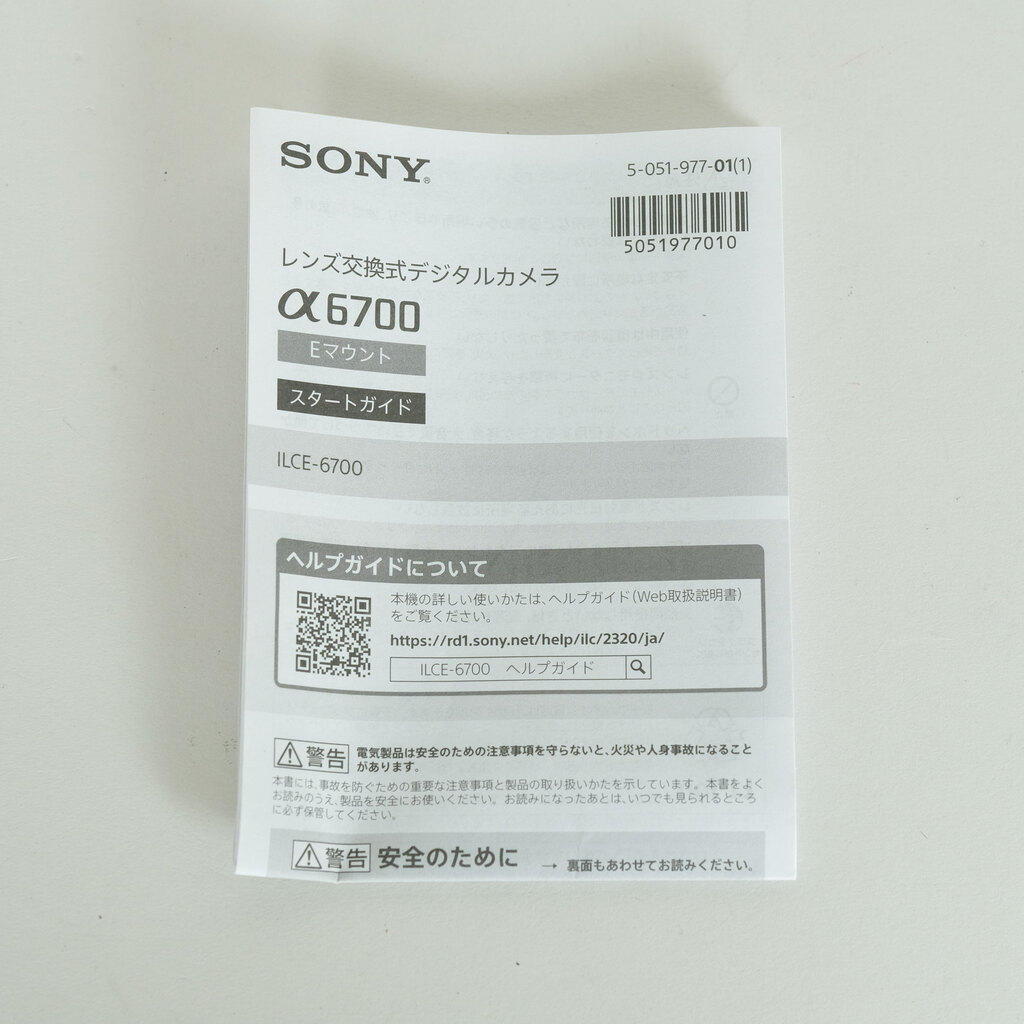 SONY®
5-051-977-01(1)
5051977010
レンズ交換式デジタルカメラ
α6700
Eマウント
スタートガイド
ILCE-6700
ヘルプガイドについて
本機の詳しい使いかたは、ヘルプガイド（Web取扱説明書）
をご覧ください。
https://rd1.sony.net/help/ilc/2320/ja/
ILCE-6700 ヘルプガイド
警告 電気製品は安全のための注意事項を守らないと、火災や人身事故になること
があります。
本書には、事故を防ぐための重要な注意事項と製品の取り扱いかたを示しています。本書をよく
お読みのうえ、製品を安全にお使いください。お読みになったあとは、いつでも見られるところ
に必ず保管してください。
警告 安全のために → 裏面もあわせてお読みください。